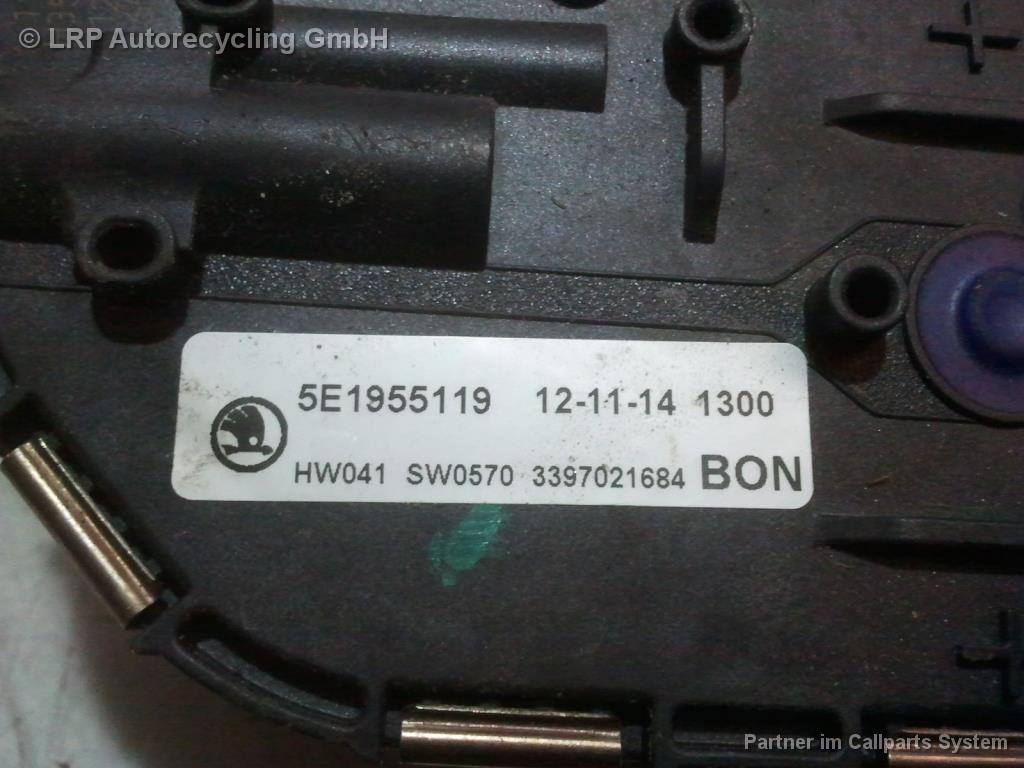 © LRP Autorecycling GmbH
5E1955119 12-11-14 1300
HW041 SW0570 3397021684 BON
Partner im Callparts System